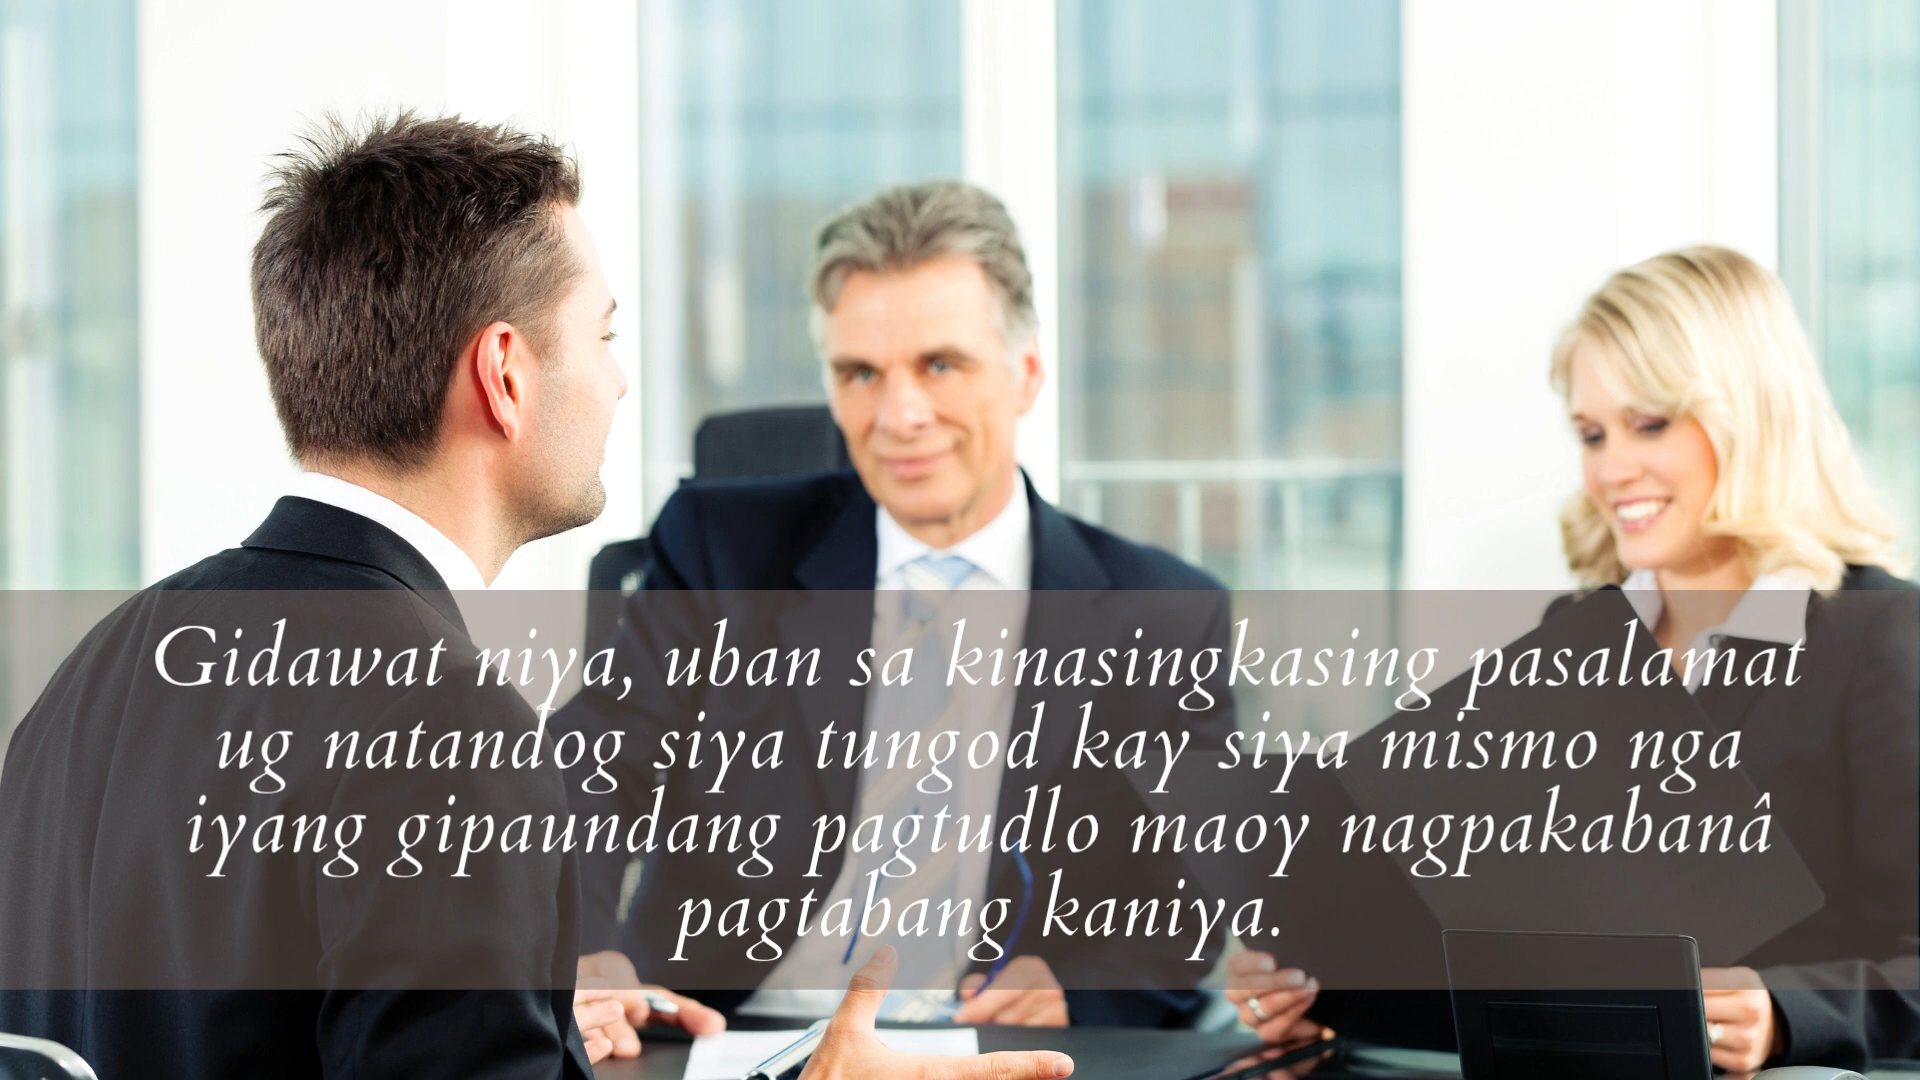 Gidawat niya, uban sa kinasingkasing pasalamat
ug natandog siya tungod kay siya mismo nga
iyang gipaundang pagtudlo maoy nagpakabanâ
pagtabang kaniya.